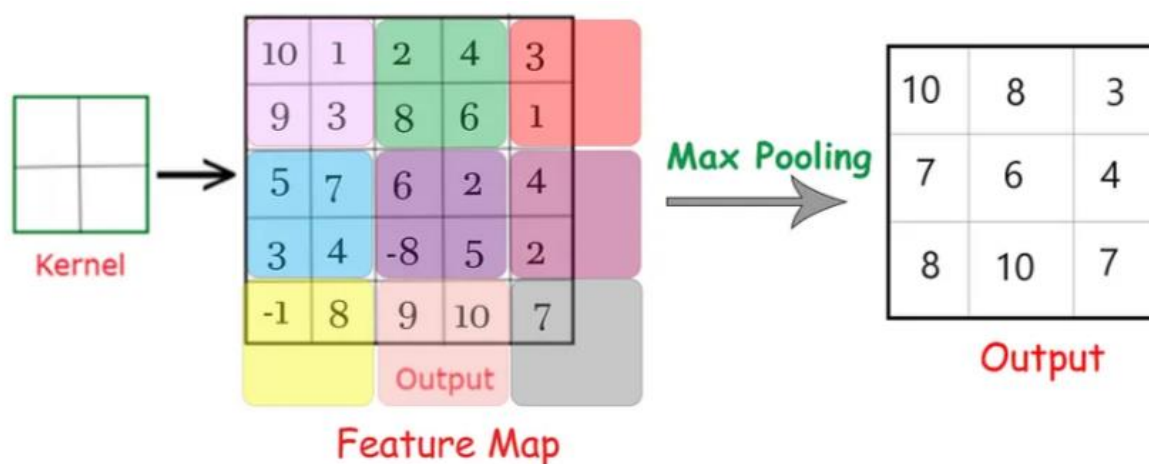 Kernel
10 1 2 4 3
9 3 8 6 1
5 7 6 2 4
3 4 -8 5 2
-1 8 9 10 7
Output
Feature Map
Max Pooling
10 8 3
7 6 4
8 10 7
Output